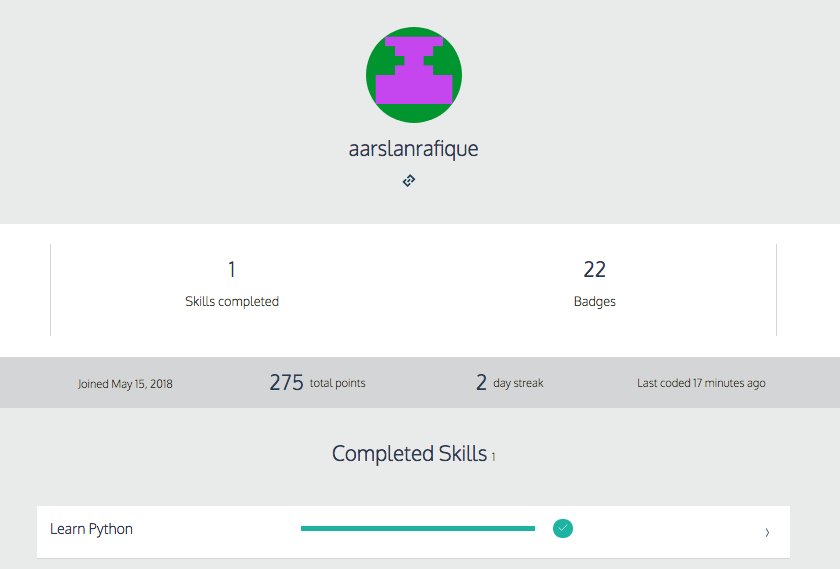 aarslanrafique
1
22
Skills completed
Badges
Joined May 15, 2018 275 total points 2 day streak Last coded 17 minutes ago
Completed Skills 1
Learn Python